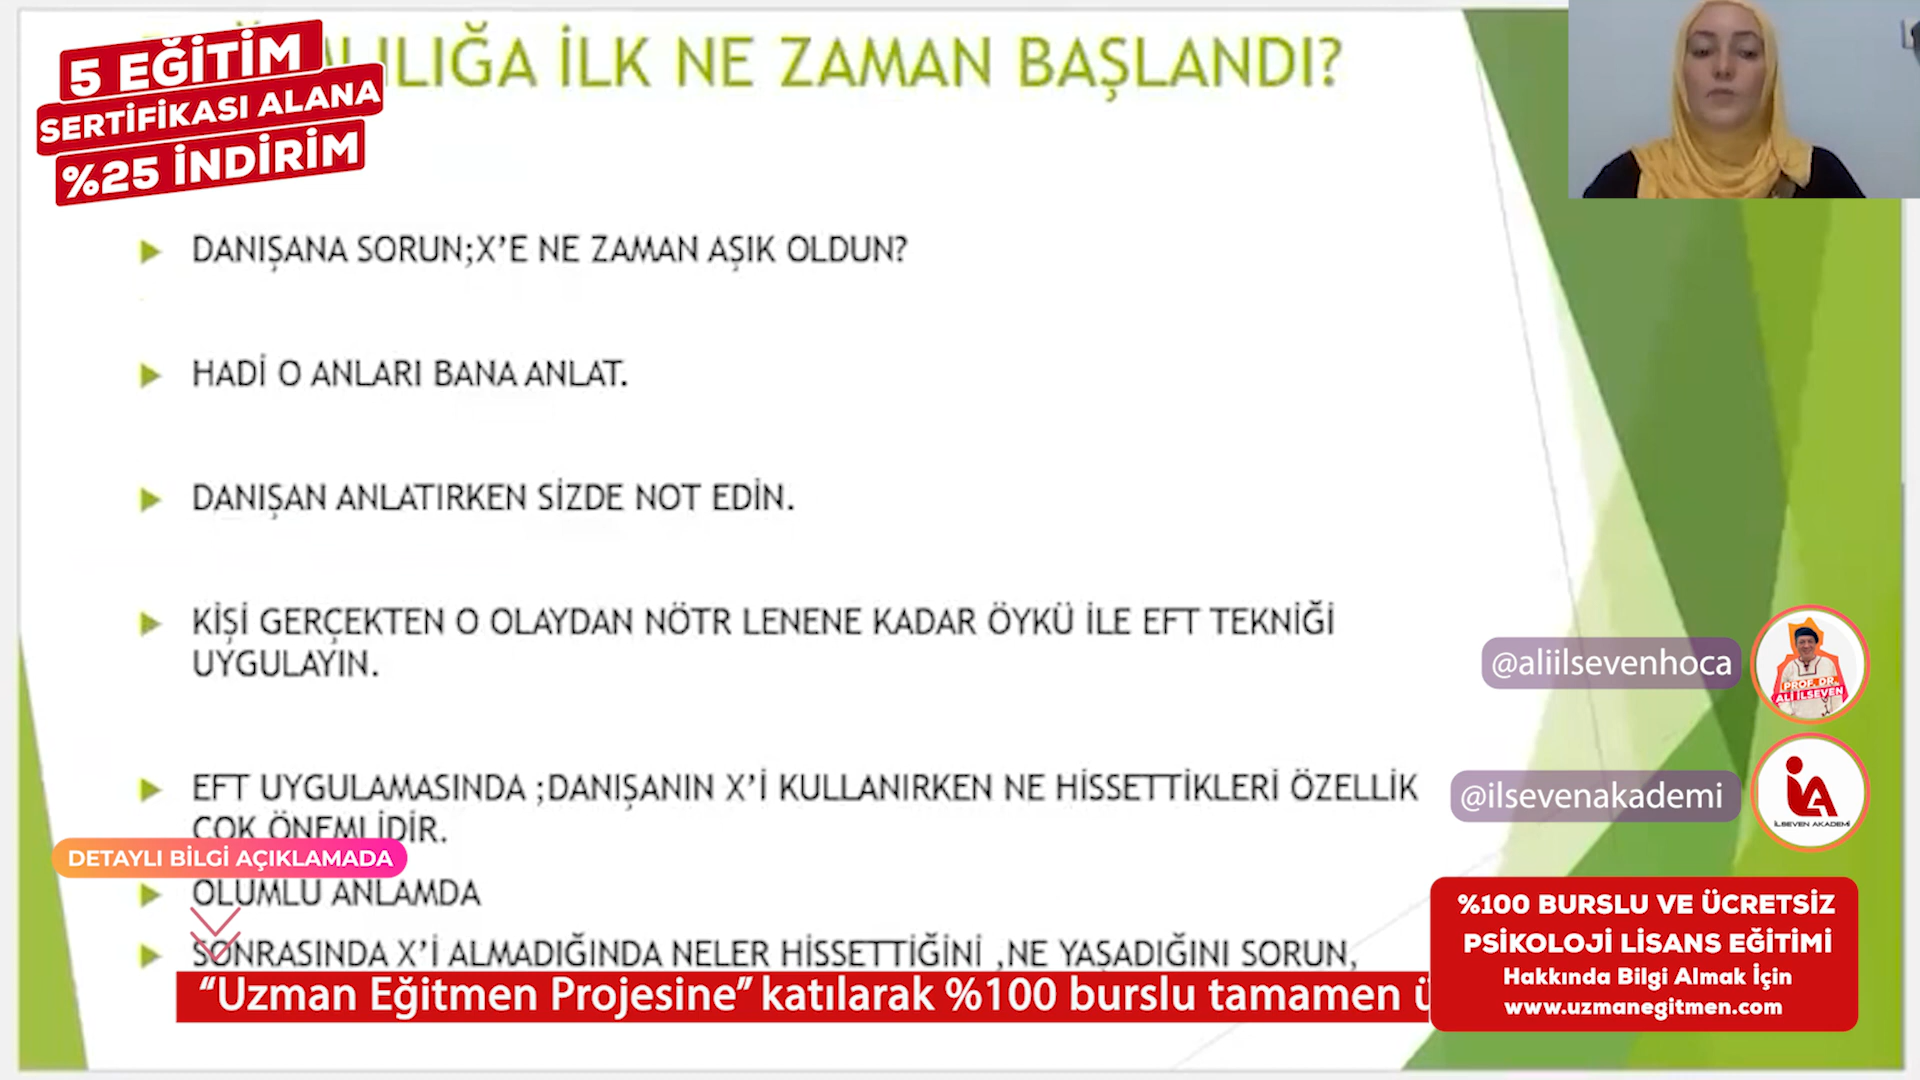 5 EĞİTİM
SERTİFİKASI ALANA
%25 İNDİRİM
LILIĞA İLK NE ZAMAN BAŞLANDI?
DANIŞANA SORUN;X’E NE ZAMAN AŞIK OLDUN?
HADİ O ANLARI BANA ANLAT.
DANIŞAN ANLATIRKEN SİZDE NOT EDİN.
KİŞİ GERÇEKTEN O OLAYDAN NÖTR LENENE KADAR ÖYKÜ İLE EFT TEKNİĞİ
UYGULAYIN.
EFT UYGULAMASINDA ;DANIŞANIN X’İ KULLANIRKEN NE HİSSETTİKLERİ ÖZELLİK
ÇOK ÖNEMLİDİR.
DETAYLI BİLGİ AÇIKLAMADA
OLUMLU ANLAMDA
SONRASINDA X’İ ALMADIĞINDA NELER HİSSETTİĞİNİ ,NE YAŞADIĞINI SORUN,
“Uzman Eğitmen Projesine” katılarak %100 burslu tamamen ü
@aliilsevenhoca
PROF. DR.
ALİ İLSEVEN
@ilsevenakademi
İLSEVEN AKADEMİ
%100 BURSLU VE ÜCRETSİZ
PSİKOLOJİ LİSANS EĞİTİMİ
Hakkında Bilgi Almak İçin
www.uzmanegitmen.com